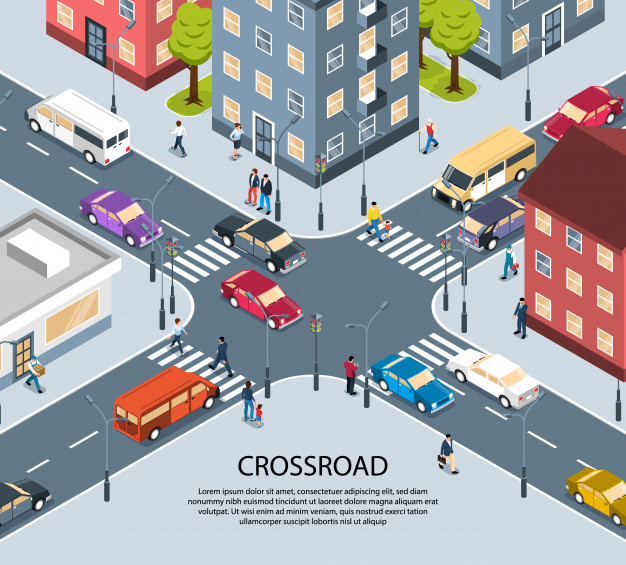 CROSSROAD
Lorem ipsum dolor sit amet, consectetuer adipiscing elit,
sed diam nonummy nibh euismod tincidunt ut laoreet dolore magna
aliquam erat volutpat. Ut wisi enim ad minim veniam, quis nostrud exerci tation
ullamcorper suscipit lobortis nisl ut aliquip